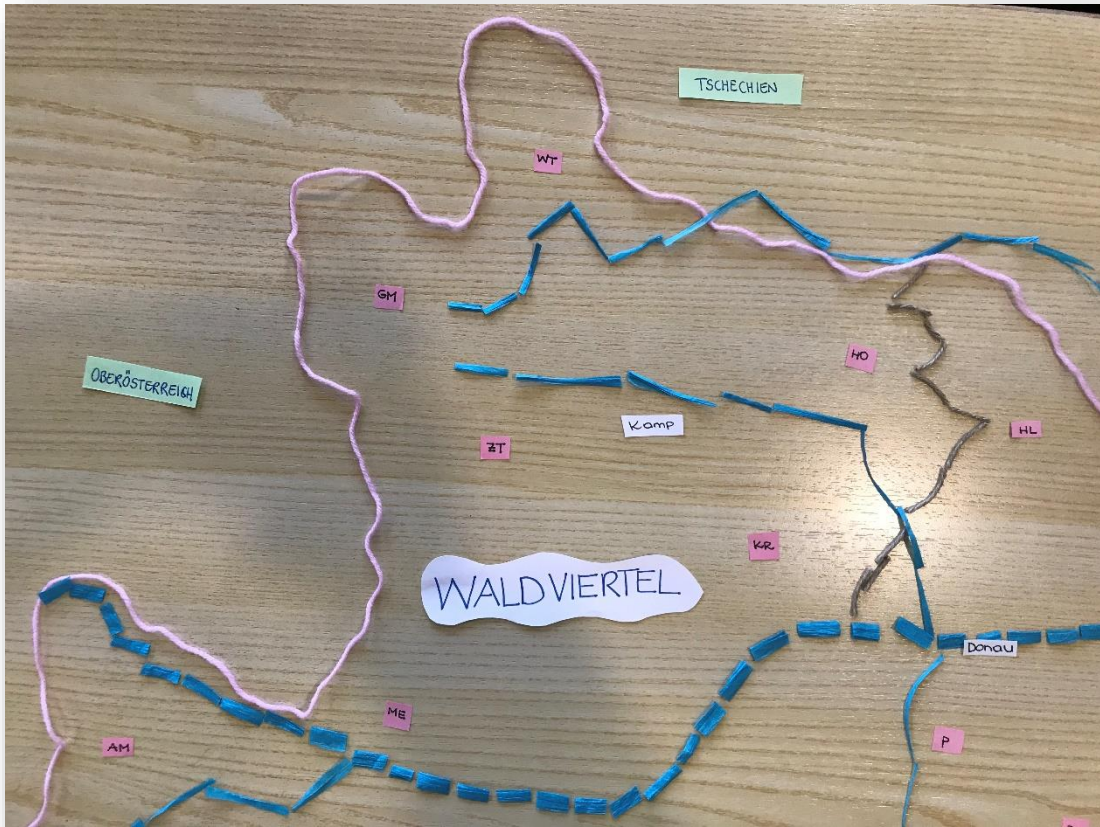 TSCHECHIEN
WT
GM
HO
OBERÖSTERREICH
Kamp
HL
ZT
KR
WALDVIERTEL
Donau
ME
AM
P